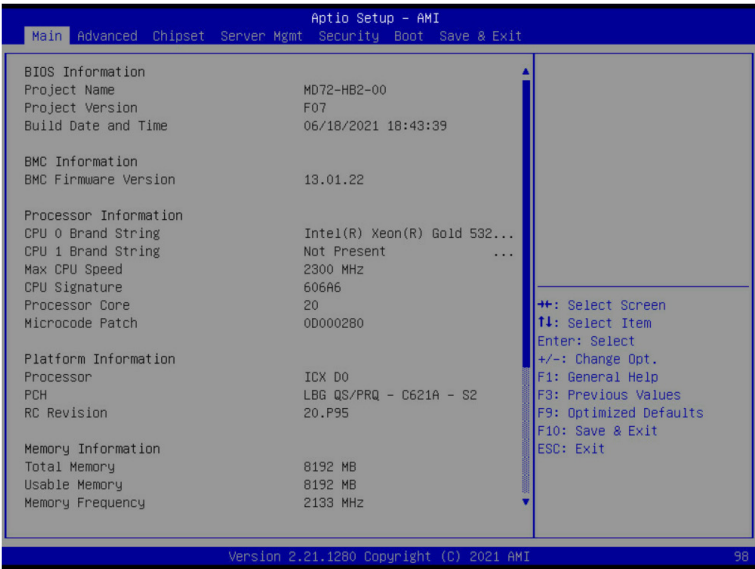 Aptio Setup – AMI
Main Advanced Chipset Server Mgmt Security Boot Save & Exit
BIOS Information
Project Name MD72-HB2-00
Project Version F07
Build Date and Time 06/18/2021 18:43:39
BMC Information
BMC Firmware Version 13.01.22
Processor Information
CPU 0 Brand String Intel(R) Xeon(R) Gold 532...
CPU 1 Brand String Not Present ...
Max CPU Speed 2300 MHz
CPU Signature 606A6
Processor Core 20
Microcode Patch 0D000280
Platform Information
Processor ICX D0
PCH LBG QS/PRQ - C621A - S2
RC Revision 20.P95
Memory Information
Total Memory 8192 MB
Usable Memory 8192 MB
Memory Frequency 2133 MHz
→←: Select Screen
↑↓: Select Item
Enter: Select
+/-: Change Opt.
F1: General Help
F3: Previous Values
F9: Optimized Defaults
F10: Save & Exit
ESC: Exit
Version 2.21.1280 Copyright (C) 2021 AMI
98